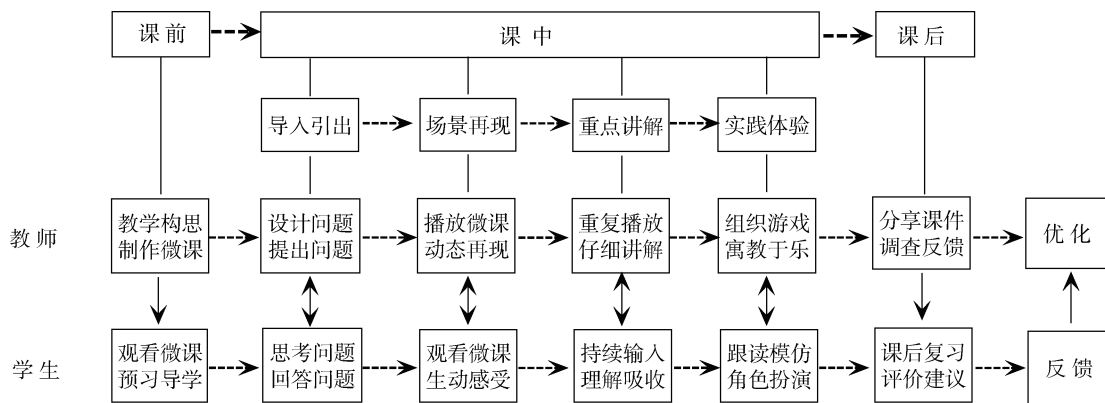 课前
课中
课后
导入引出
场景再现
重点讲解
实践体验
教师
教学构思
制作微课
设计问题
提出问题
播放微课
动态再现
重复播放
仔细讲解
组织游戏
寓教于乐
分享课件
调查反馈
优化
学生
观看微课
预习导学
思考问题
回答问题
观看微课
生动感受
持续输入
理解吸收
跟读模仿
角色扮演
课后复习
评价建议
反馈